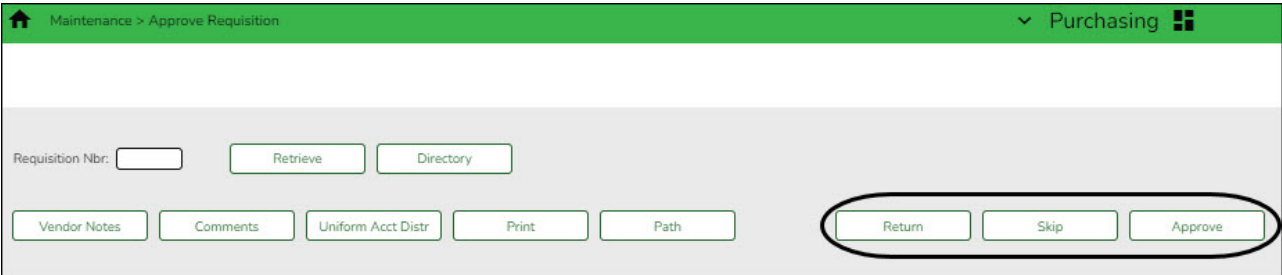 Maintenance > Approve Requisition Purchasing
Requisition Nbr: Retrieve Directory
Vendor Notes Comments Uniform Acct Distr Print Path Return Skip Approve